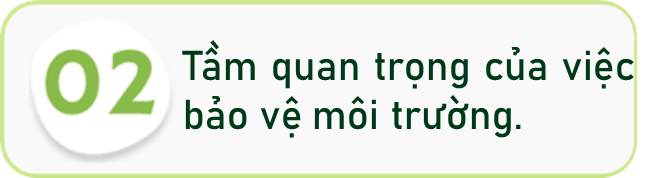 02
Tầm quan trọng của việc
bảo vệ môi trường.